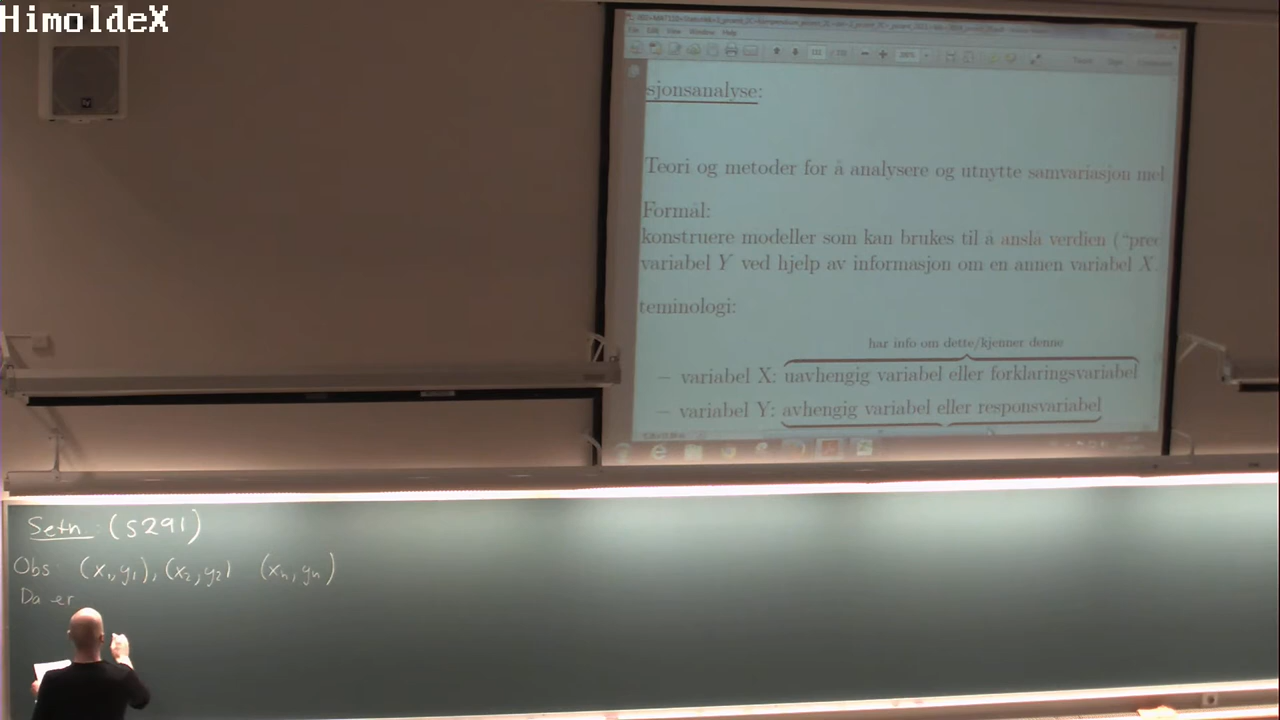 HimoldeX
sjonsanalyse:
Teori og metoder for å analysere og utnytte samvariasjon mel
Formål:
konstruere modeller som kan brukes til å anslå verdien (“pred
variabel Y ved hjelp av informasjon om en annen variabel X.
teminologi:
har info om dette/kjenner denne
– variabel X: uavhengig variabel eller forklaringsvariabel
– variabel Y: avhengig variabel eller responsvariabel
Setn: (s291)
Obs (x1,y1), (x2,y2) (xn,yn)
Da er